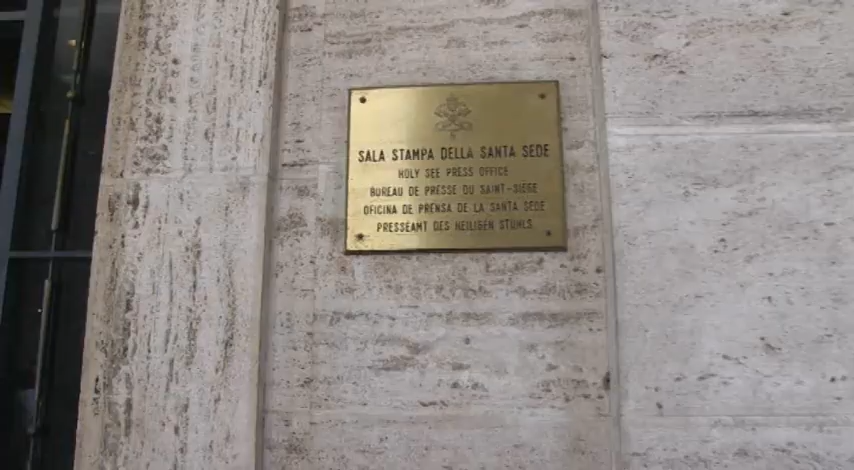 SALA STAMPA DELLA SANTA SEDE
HOLY SEE PRESS OFFICE
BUREAU DE PRESSE DU SAINT-SIÈGE
OFICINA DE PRENSA DE LA SANTA SEDE
PRESSEAMT DES HEILIGEN STUHLS